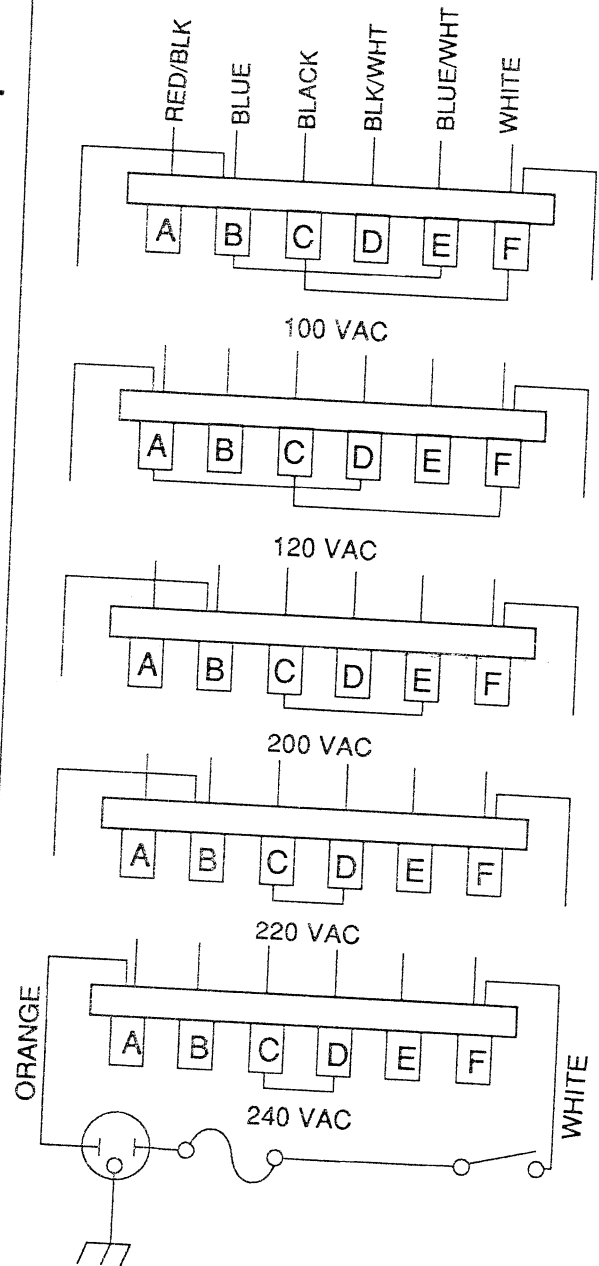 RED/BLK
BLUE
BLACK
BLK/WHT
BLUE/WHT
WHITE
A B C D E F
100 VAC
A B C D E F
120 VAC
A B C D E F
200 VAC
A B C D E F
220 VAC
A B C D E F
240 VAC
ORANGE
WHITE